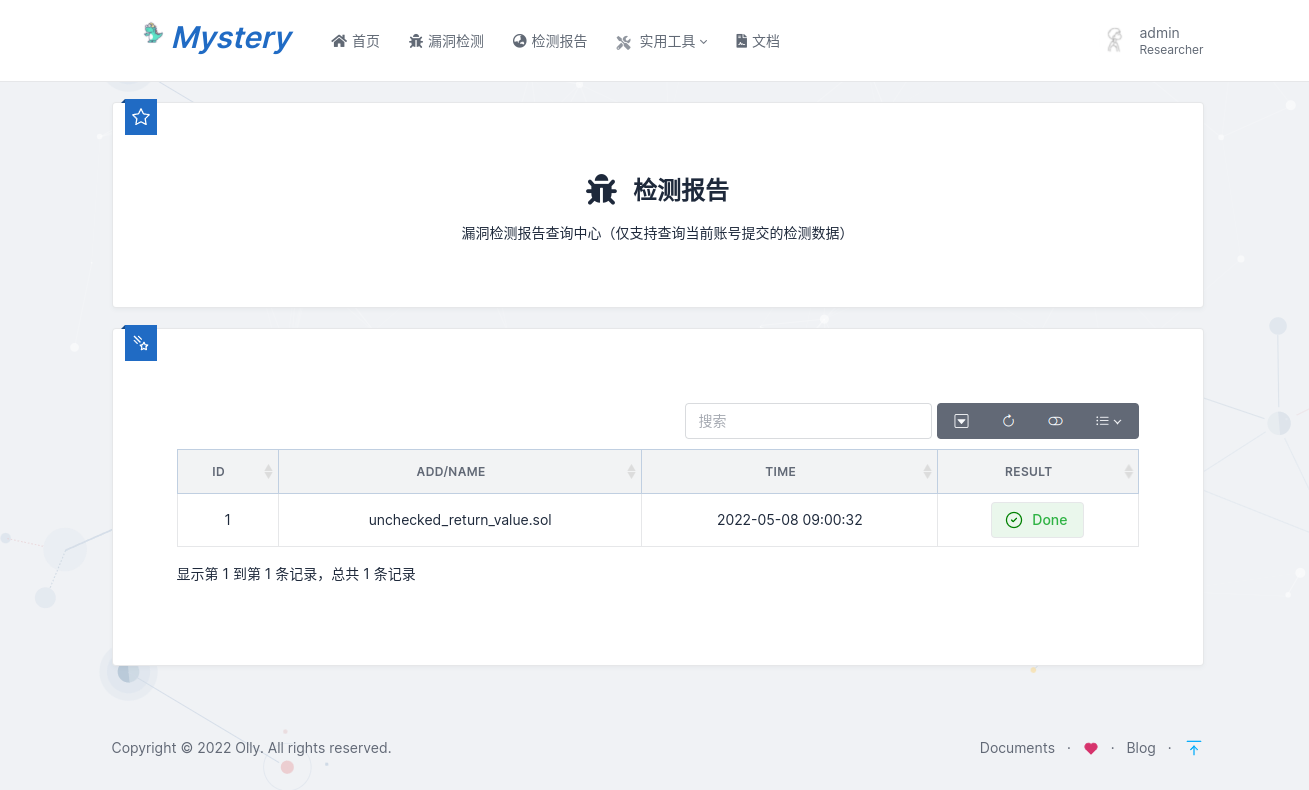 Mystery
首页
漏洞检测
检测报告
实用工具
文档
admin
Researcher
检测报告
漏洞检测报告查询中心（仅支持查询当前账号提交的检测数据）
搜索
ID ADD/NAME TIME RESULT
1 unchecked_return_value.sol 2022-05-08 09:00:32 Done
显示第 1 到第 1 条记录，总共 1 条记录
Copyright © 2022 Olly. All rights reserved.
Documents · · Blog ·